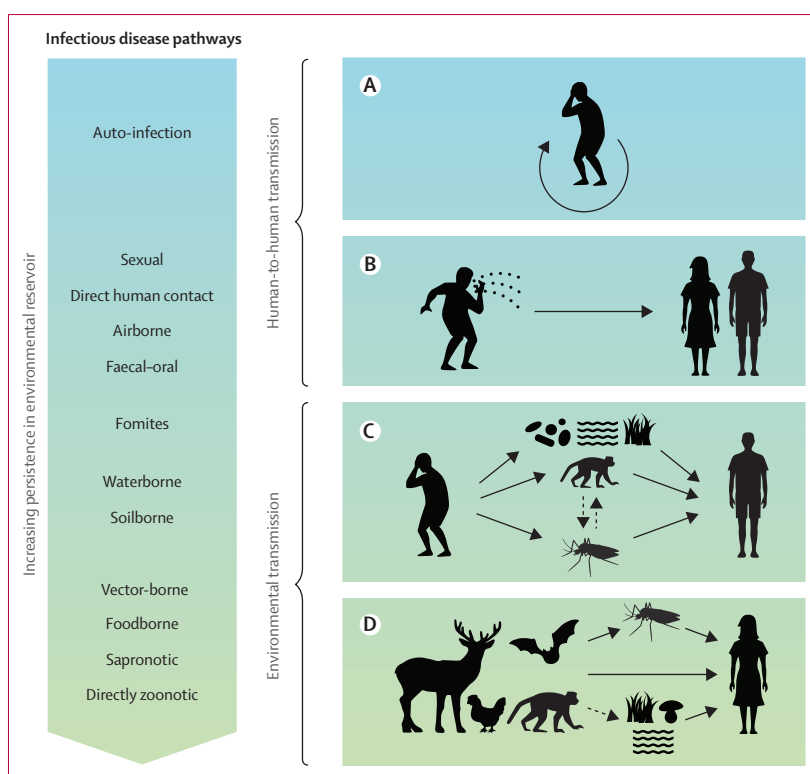 Infectious disease pathways
Increasing persistence in environmental reservoir
Auto-infection
Sexual
Direct human contact
Airborne
Faecal–oral
Fomites
Waterborne
Soilborne
Vector-borne
Foodborne
Sapronotic
Directly zoonotic
Human-to-human transmission
Environmental transmission
A
B
C
D